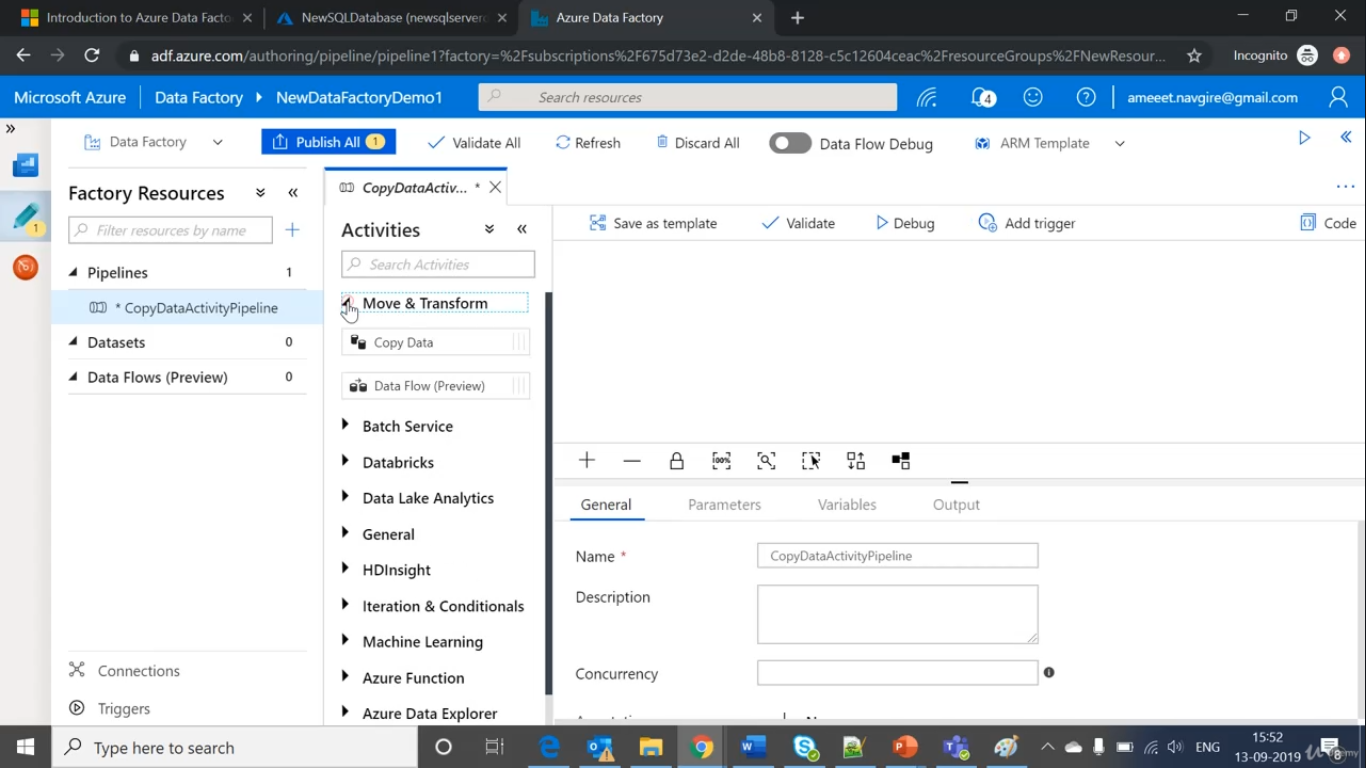 Introduction to Azure Data Facto
NewSQLDatabase (newsqlserver
Azure Data Factory
adf.azure.com/authoring/pipeline/pipeline1?factory=%2Fsubscriptions%2F675d73e2-d2de-48b8-8128-c5c12604ceac%2FresourceGroups%2FNewResour...
Incognito
Microsoft Azure
Data Factory
NewDataFactoryDemo1
Search resources
4
ameeet.navgire@gmail.com
Data Factory
Publish All 1
Validate All
Refresh
Discard All
Data Flow Debug
ARM Template
Factory Resources
CopyDataActiv... *
1
Filter resources by name
Activities
Save as template
Validate
Debug
Add trigger
Code
Search Activities
Pipelines 1
* CopyDataActivityPipeline
Datasets 0
Data Flows (Preview) 0
Move & Transform
Copy Data
Data Flow (Preview)
Batch Service
Databricks
Data Lake Analytics
General
HDInsight
Iteration & Conditionals
Machine Learning
Azure Function
Azure Data Explorer
100%
General
Parameters
Variables
Output
Name *
CopyDataActivityPipeline
Description
Concurrency
Connections
Triggers
Type here to search
ENG
15:52
13-09-2019
8